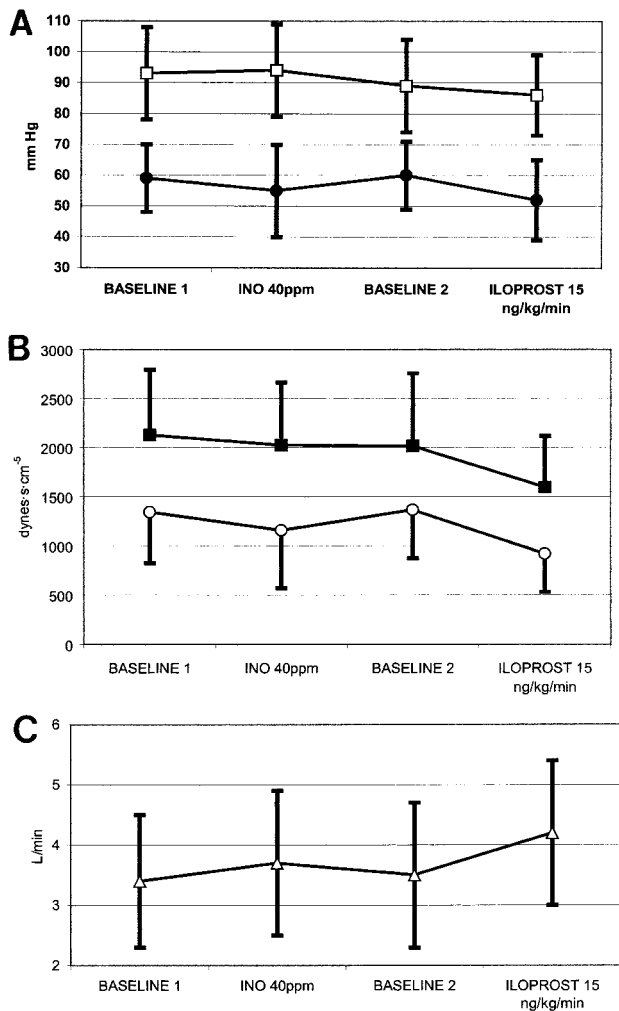 A
110
100
90
80
70
60
50
40
30
mm Hg
BASELINE 1 INO 40ppm BASELINE 2 ILOPROST 15
ng/kg/min
B
3000
2500
2000
1500
1000
500
0
dynes·s·cm-5
BASELINE 1 INO 40ppm BASELINE 2 ILOPROST 15
ng/kg/min
C
6
5
4
3
2
L/min
BASELINE 1 INO 40ppm BASELINE 2 ILOPROST 15
ng/kg/min